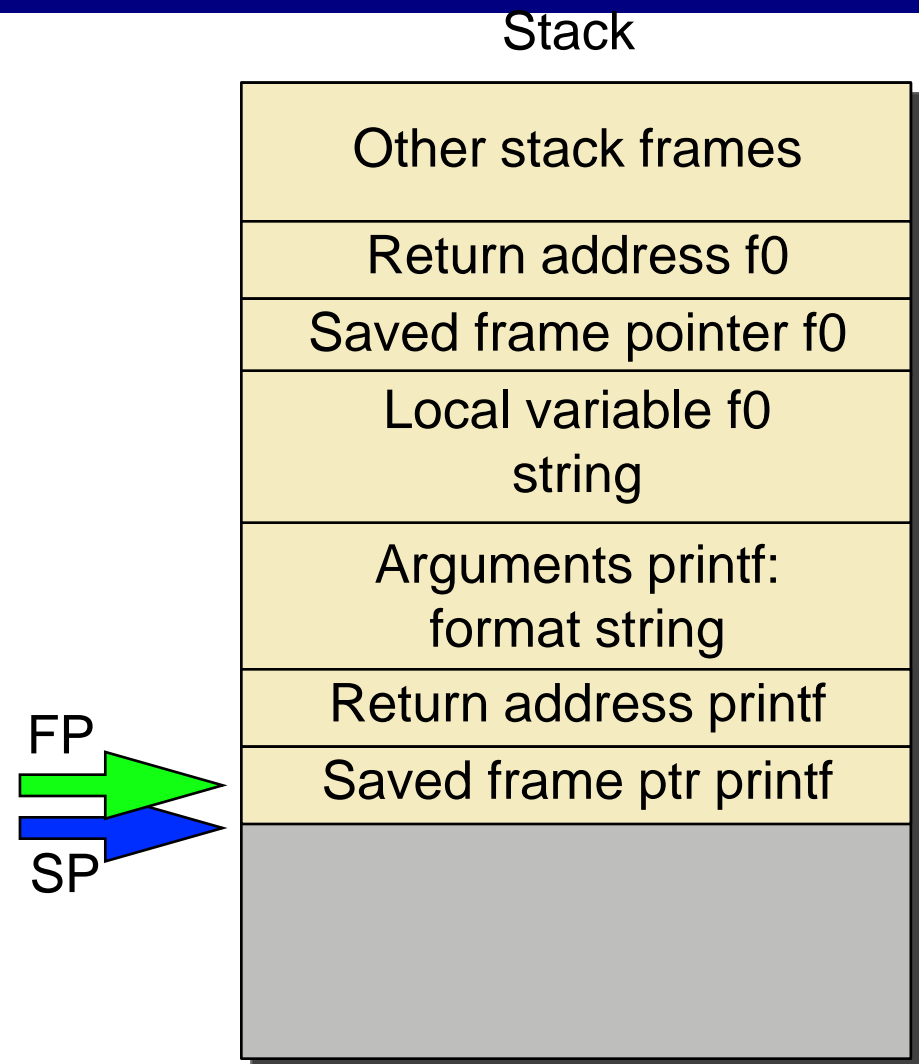 Stack
Other stack frames
Return address f0
Saved frame pointer f0
Local variable f0
string
Arguments printf:
format string
Return address printf
FP
Saved frame ptr printf
SP